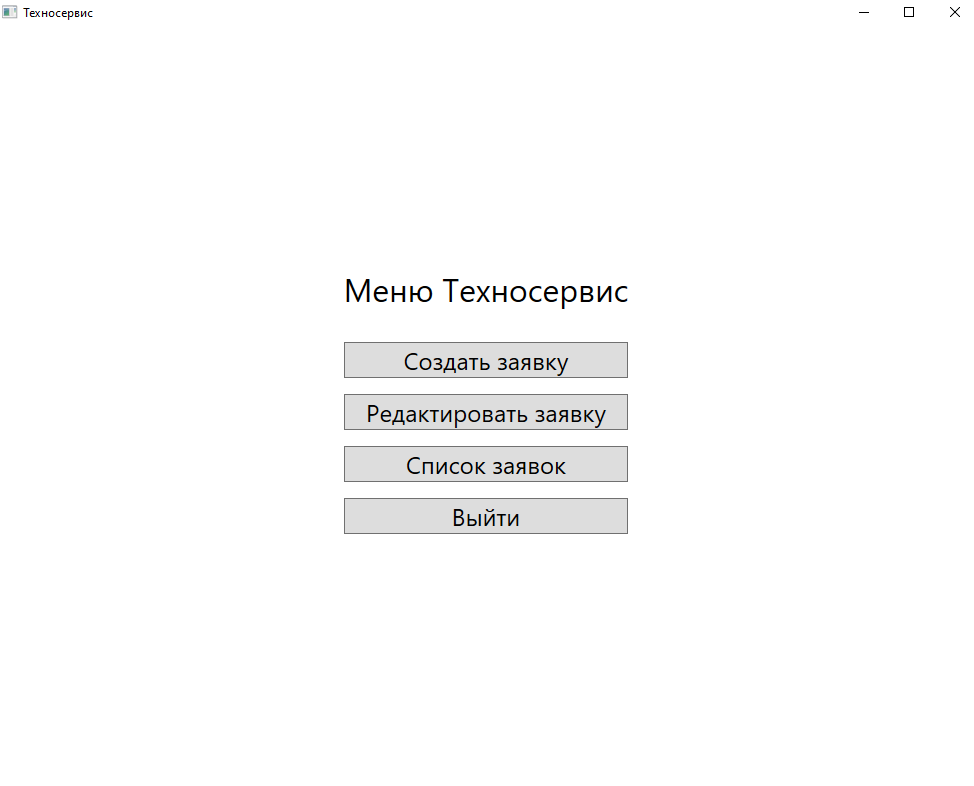 Техносервис
Меню Техносервис
Создать заявку
Редактировать заявку
Список заявок
Выйти